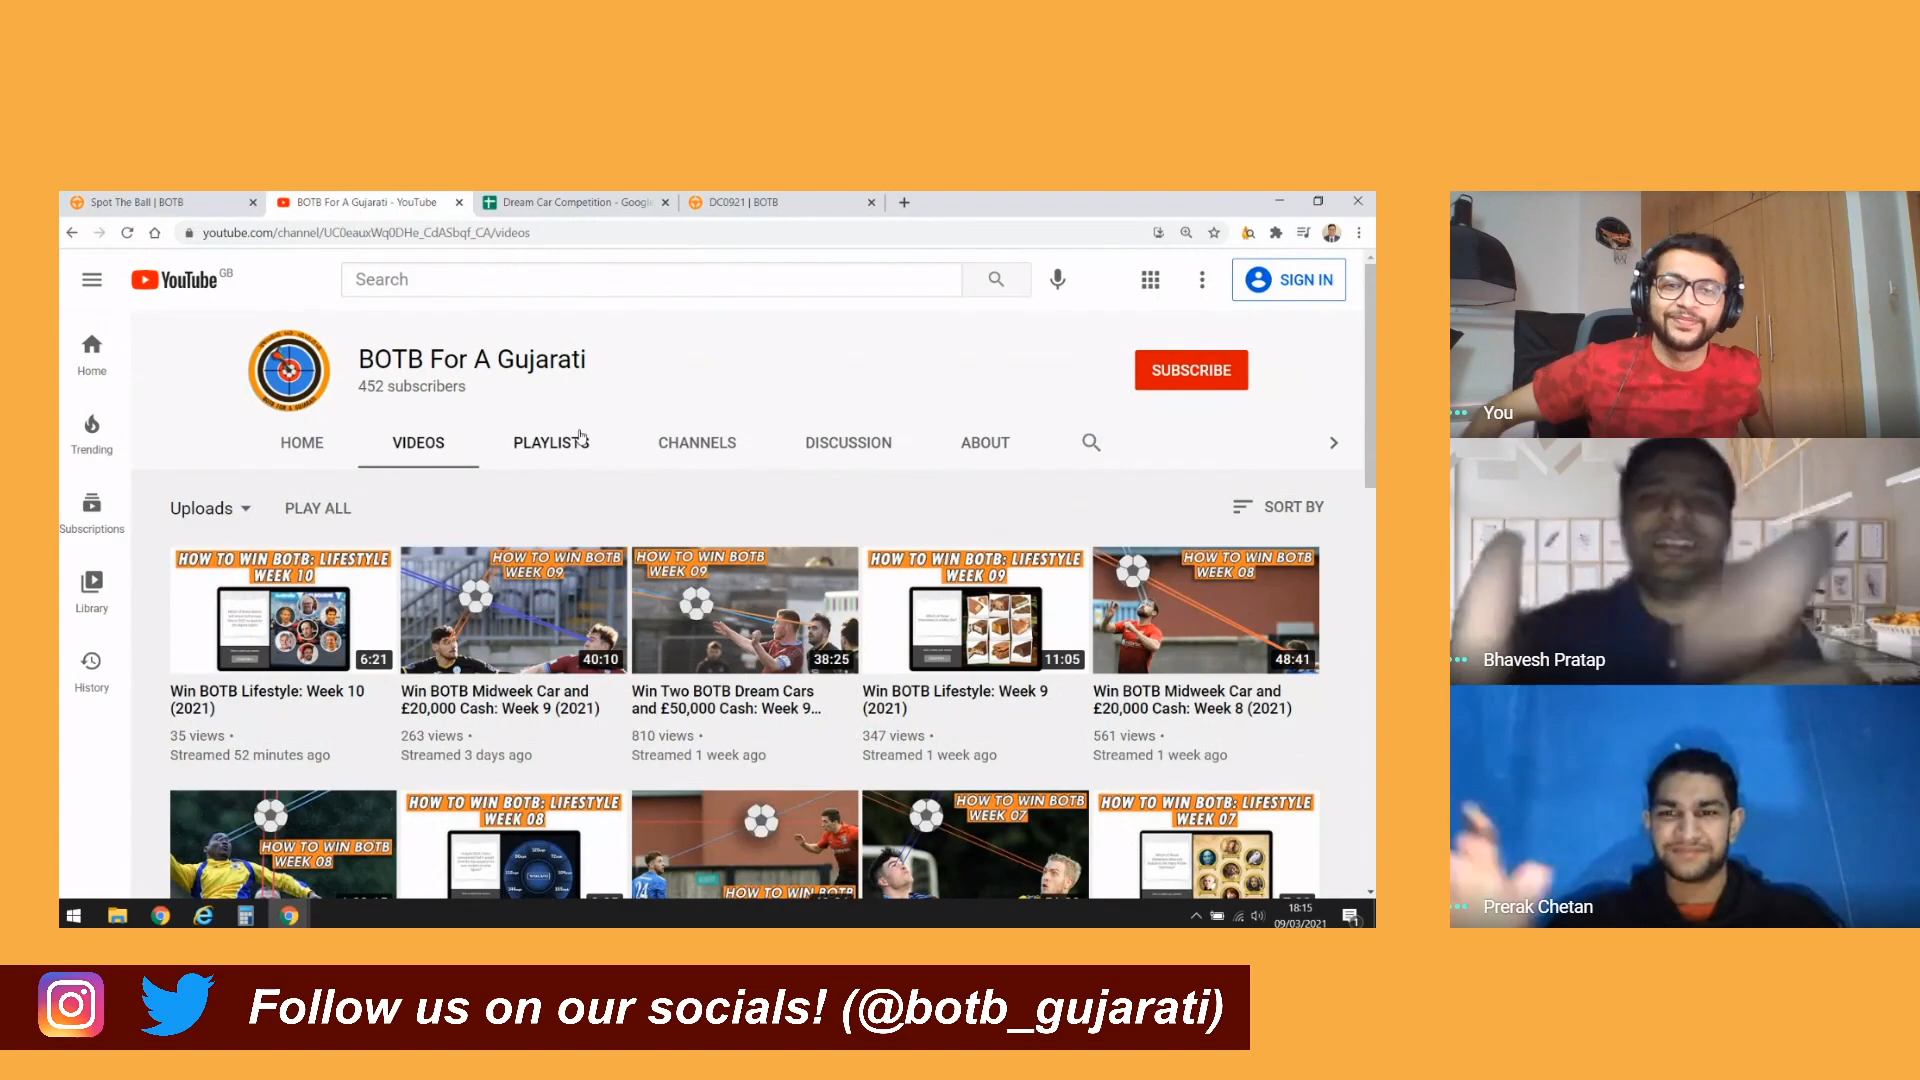 Spot The Ball | BOTB
BOTB For A Gujarati - YouTube
Dream Car Competition - Google
DC0921 | BOTB
youtube.com/channel/UC0eauxWq0DHe_CdASbqf_CA/videos
YouTube GB
Search
SIGN IN
Home
Trending
Subscriptions
Library
History
BOTB For A Gujarati
452 subscribers
SUBSCRIBE
HOME
VIDEOS
PLAYLISTS
CHANNELS
DISCUSSION
ABOUT
Uploads
PLAY ALL
SORT BY
HOW TO WIN BOTB: LIFESTYLE
WEEK 10
6:21
Win BOTB Lifestyle: Week 10
(2021)
35 views •
Streamed 52 minutes ago
HOW TO WIN BOTB
WEEK 09
40:10
Win BOTB Midweek Car and
£20,000 Cash: Week 9 (2021)
263 views •
Streamed 3 days ago
HOW TO WIN BOTB
WEEK 09
38:25
Win Two BOTB Dream Cars
and £50,000 Cash: Week 9...
810 views •
Streamed 1 week ago
HOW TO WIN BOTB: LIFESTYLE
WEEK 09
11:05
Win BOTB Lifestyle: Week 9
(2021)
347 views •
Streamed 1 week ago
HOW TO WIN BOTB
WEEK 08
48:41
Win BOTB Midweek Car and
£20,000 Cash: Week 8 (2021)
561 views •
Streamed 1 week ago
HOW TO WIN BOTB
WEEK 08
HOW TO WIN BOTB: LIFESTYLE
WEEK 08
24
HOW TO WIN BOTB
HOW TO WIN BOTB
WEEK 07
HOW TO WIN BOTB: LIFESTYLE
WEEK 07
18:15
09/03/2021
1
You
Bhavesh Pratap
Prerak Chetan
Follow us on our socials! (@botb_gujarati)